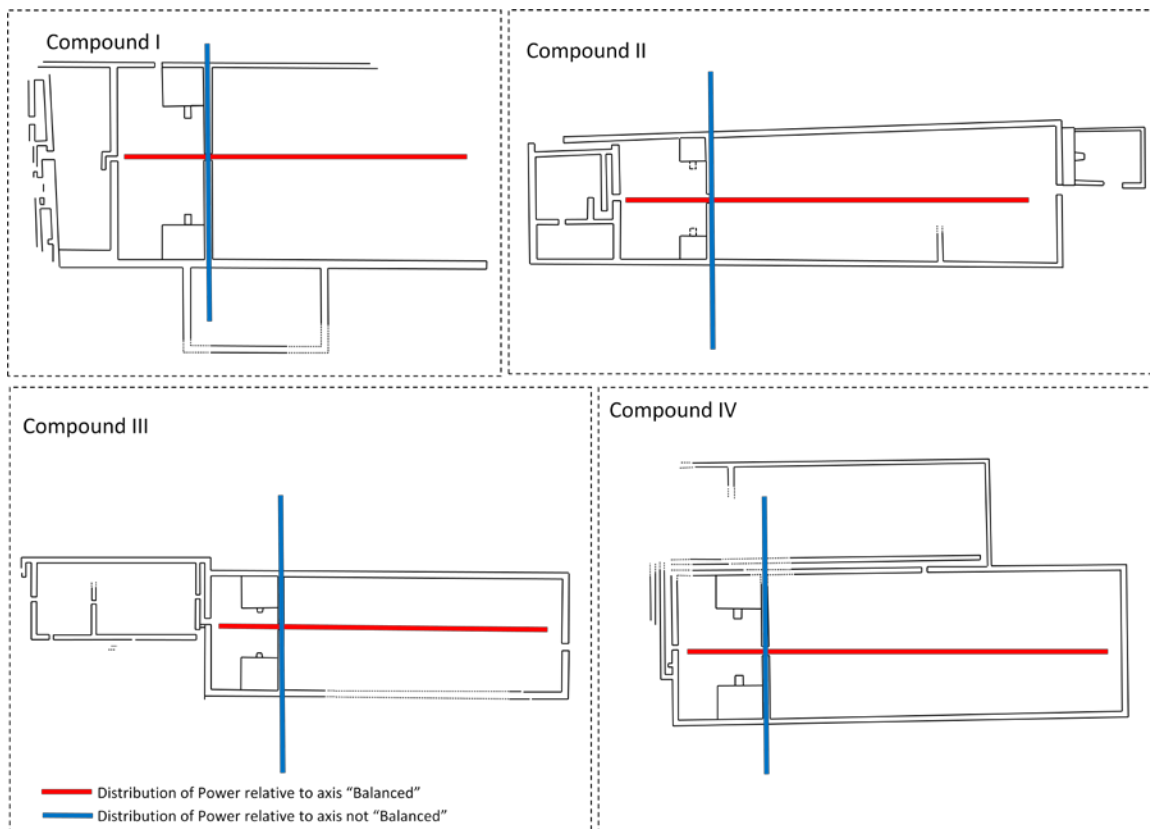 Compound I
Compound II
Compound III
Compound IV
Distribution of Power relative to axis “Balanced”
Distribution of Power relative to axis not “Balanced”